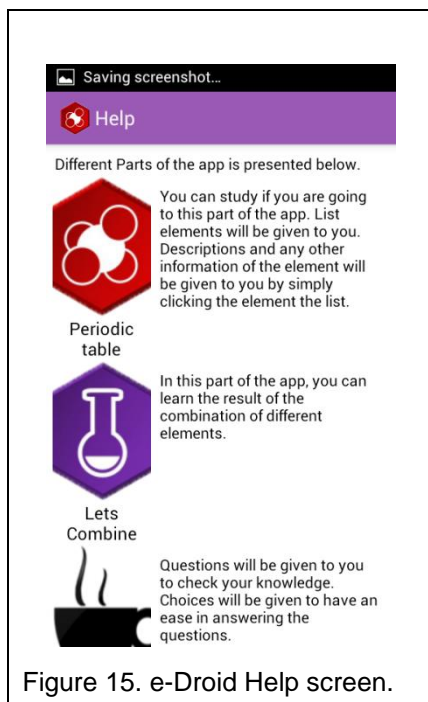 Saving screenshot...
Help
Different Parts of the app is presented below.
You can study if you are going
to this part of the app. List
elements will be given to you.
Descriptions and any other
information of the element will
be given to you by simply
clicking the element the list.
Periodic
table
In this part of the app, you can
learn the result of the
combination of different
elements.
Lets
Combine
Questions will be given to you
to check your knowledge.
Choices will be given to have an
ease in answering the
questions.
Figure 15. e-Droid Help screen.